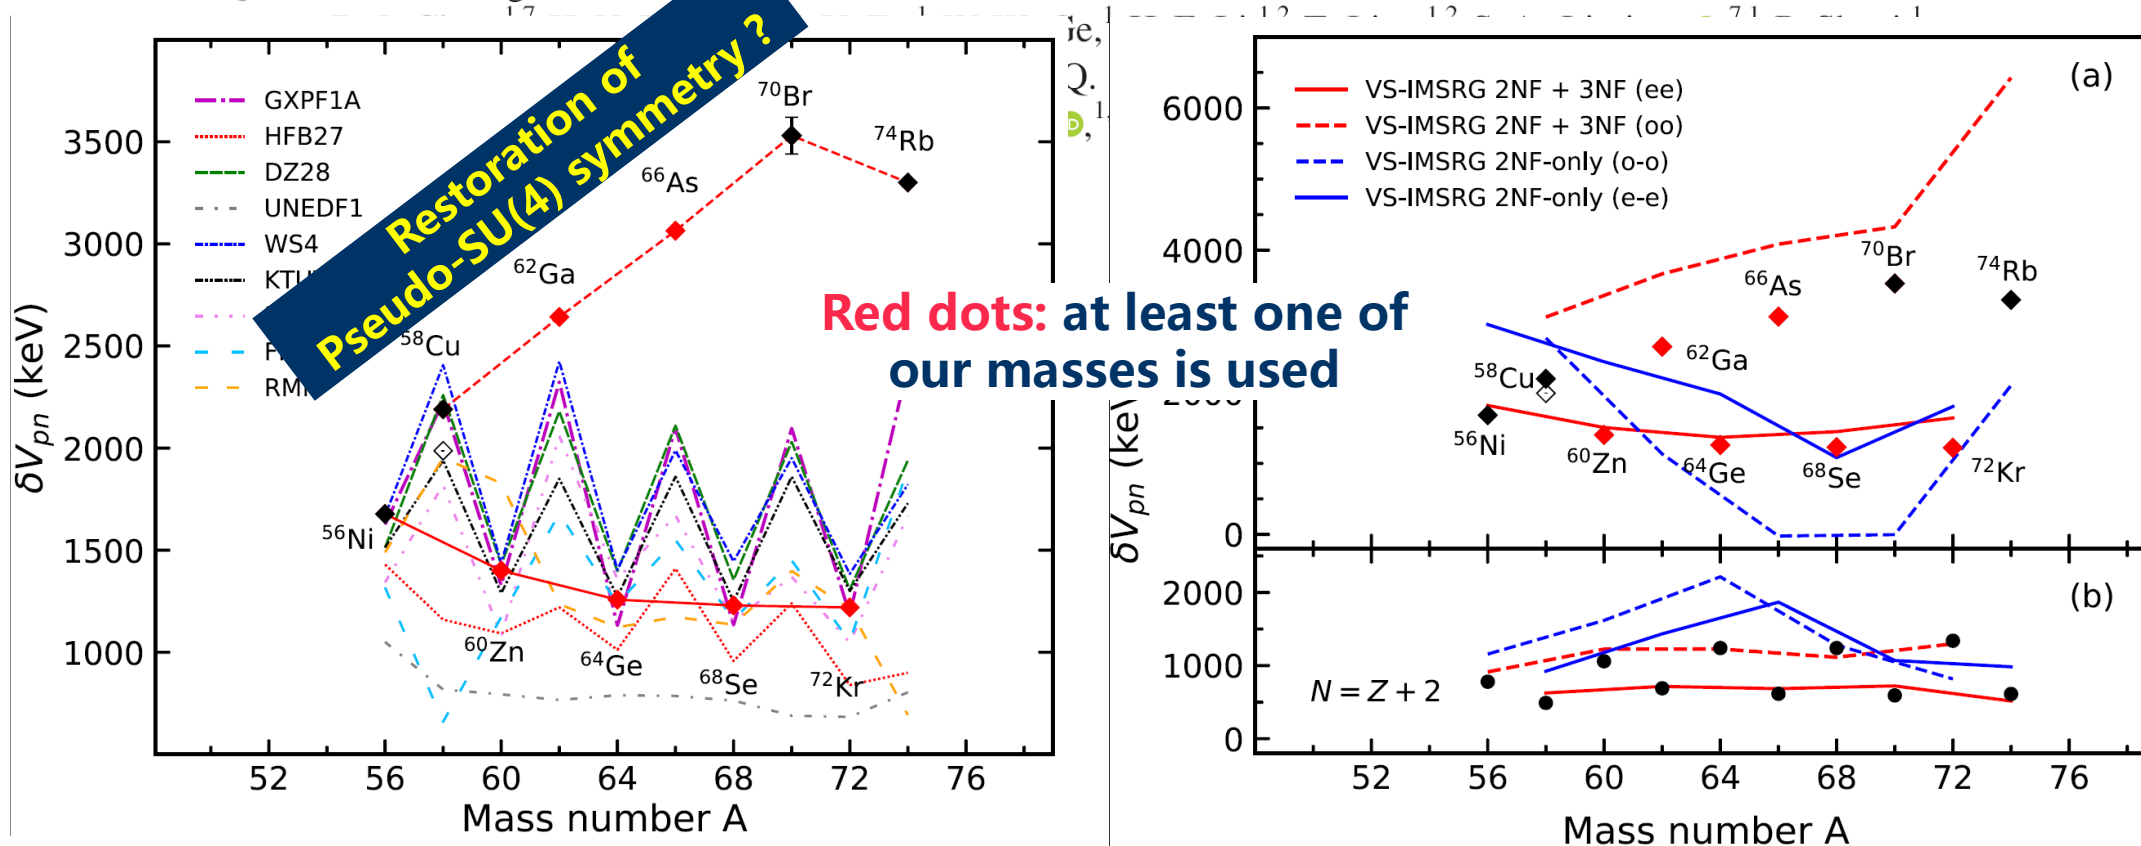 Restoration of
Pseudo-SU(4) symmetry ?
GXPF1A
HFB27
DZ28
UNEDF1
WS4
δVpn (keV)
3500
3000
2500
2000
1500
1000
70Br
74Rb
66As
62Ga
58Cu
56Ni
60Zn
64Ge
68Se
72Kr
52 56 60 64 68 72 76
Mass number A
Red dots: at least one of
our masses is used
Q.
(a)
VS-IMSRG 2NF + 3NF (ee)
VS-IMSRG 2NF + 3NF (oo)
VS-IMSRG 2NF-only (o-o)
VS-IMSRG 2NF-only (e-e)
6000
4000
0
70Br
74Rb
66As
62Ga
58Cu
56Ni
60Zn
64Ge
68Se
72Kr
(b)
2000
1000
0
N = Z + 2
52 56 60 64 68 72 76
Mass number A